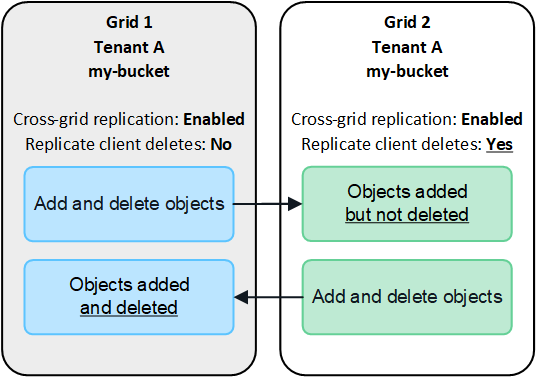 Grid 1
Tenant A
my-bucket
Cross-grid replication: Enabled
Replicate client deletes: No
Add and delete objects
Objects added
and deleted
Grid 2
Tenant A
my-bucket
Cross-grid replication: Enabled
Replicate client deletes: Yes
Objects added
but not deleted
Add and delete objects